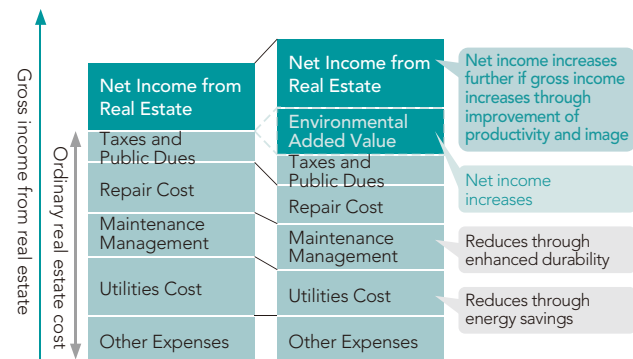 Gross income from real estate
Ordinary real estate cost
Net Income from
Real Estate
Taxes and
Public Dues
Repair Cost
Maintenance
Management
Utilities Cost
Other Expenses
Net Income from
Real Estate
Environmental
Added Value
Taxes and
Public Dues
Repair Cost
Maintenance
Management
Utilities Cost
Other Expenses
Net income increases
further if gross income
increases through
improvement of
productivity and image
Net income
increases
Reduces through
enhanced durability
Reduces through
energy savings